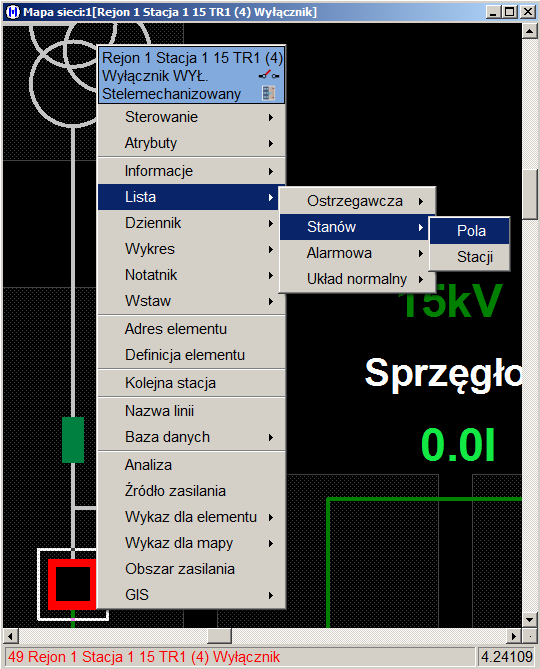 Mapa sieci:1[Rejon 1 Stacja 1 15 TR1 (4) Wyłącznik]
Rejon 1 Stacja 1 15 TR1 (4)
Wyłącznik WYŁ.
Stelemechanizowany
Sterowanie
Atrybuty
Informacje
Lista
Dziennik
Wykres
Notatnik
Wstaw
Adres elementu
Definicja elementu
Kolejna stacja
Nazwa linii
Baza danych
Analiza
Źródło zasilania
Wykaz dla elementu
Wykaz dla mapy
Obszar zasilania
GIS
Ostrzegawcza
Stanów
Alarmowa
Układ normalny
Pola
Stacji
15kV
Sprzęgło
0.0I
49 Rejon 1 Stacja 1 15 TR1 (4) Wyłącznik
4.24109